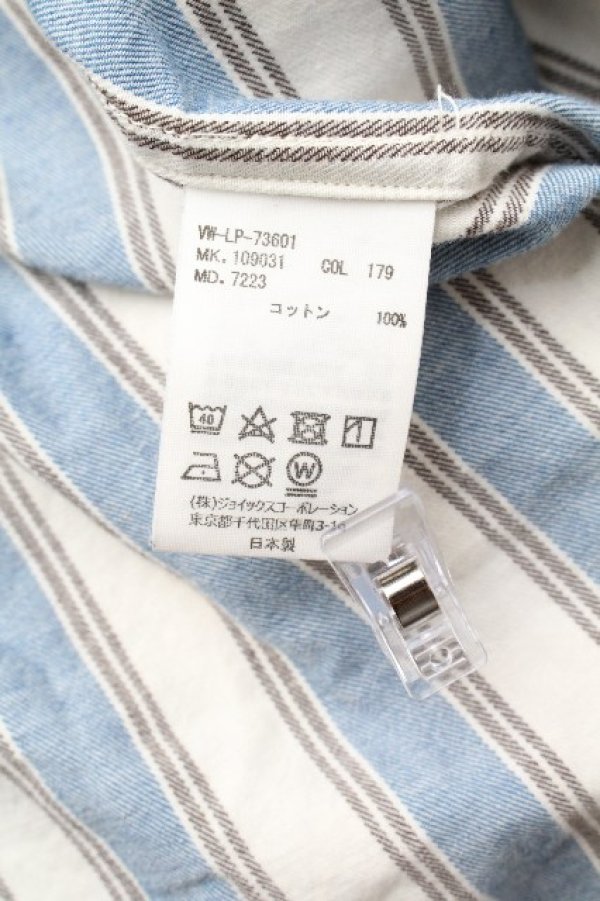 VW-LP-73601
MK. 109031 COL 179
MD. 7223
コットン 100%
40
W
(株)ジョイックスコーポレーション
東京都千代田区
日本製